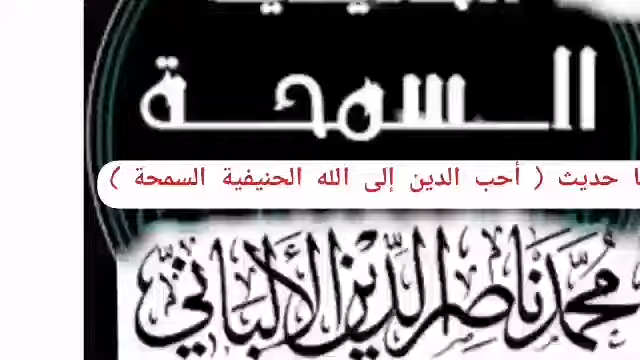 السمحة
حديث ( أحب الدين إلى الله الحنيفية السمحة )
محمد ناصر الدين الألباني